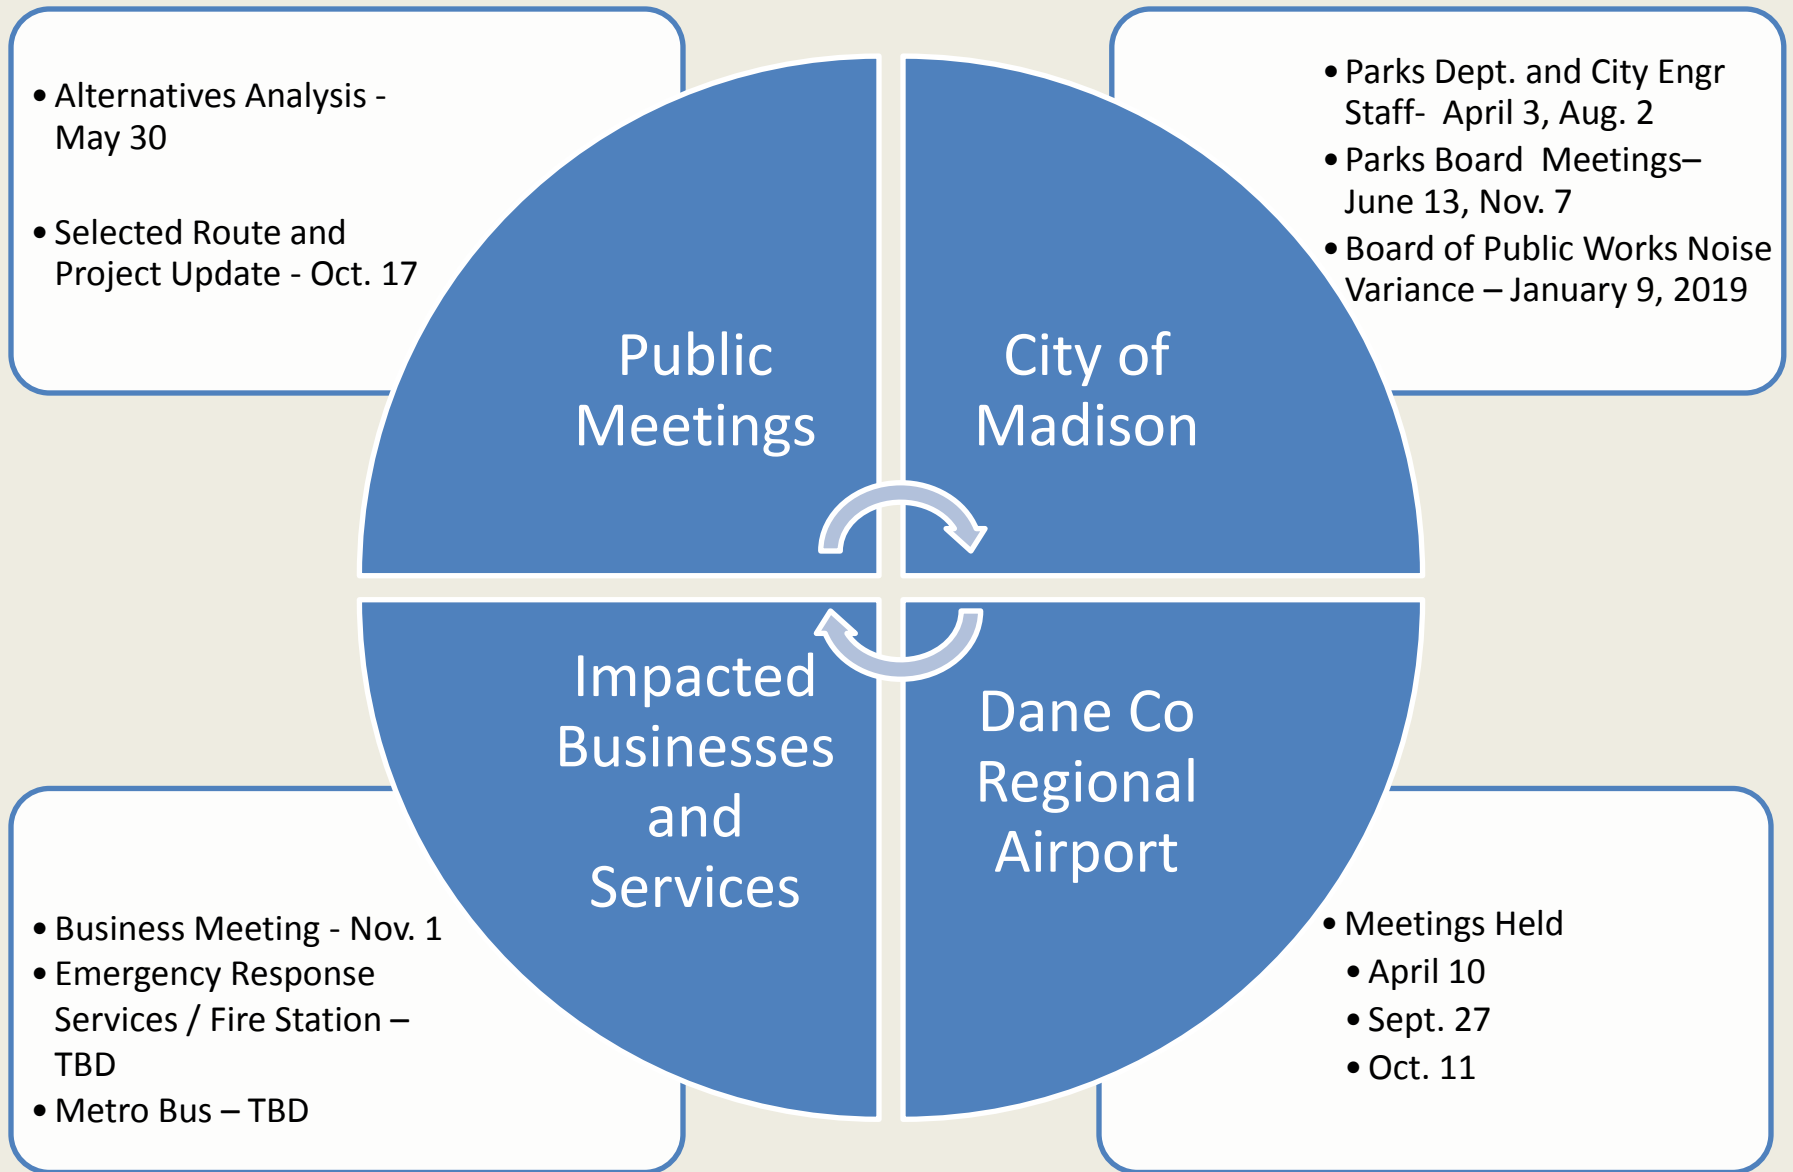 • Alternatives Analysis -
May 30
• Selected Route and
Project Update - Oct. 17
Public
Meetings
• Parks Dept. and City Engr
Staff-  April 3, Aug. 2
• Parks Board  Meetings–
June 13, Nov. 7
• Board of Public Works Noise
Variance – January 9, 2019
City of
Madison
Impacted
Businesses
and
Services
• Business Meeting - Nov. 1
• Emergency Response
Services / Fire Station –
TBD
• Metro Bus – TBD
Dane Co
Regional
Airport
• Meetings Held
• April 10
• Sept. 27
• Oct. 11